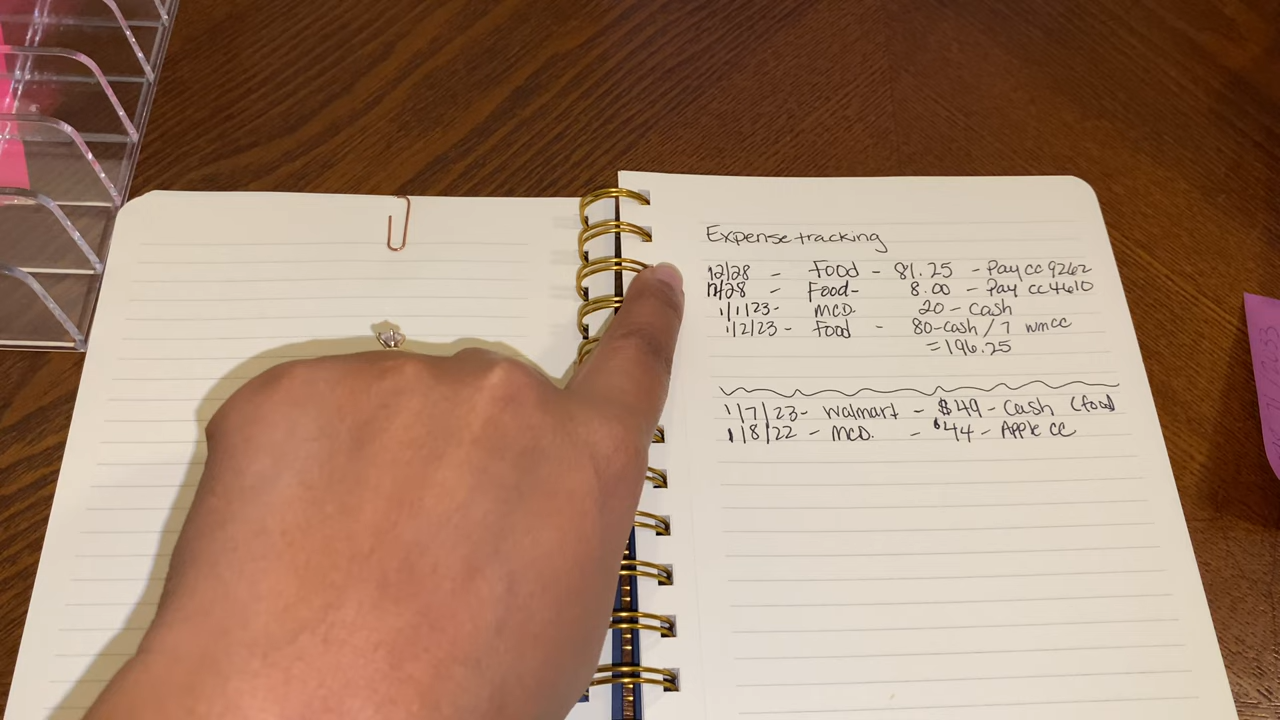 Expense tracking
12/28 - Food - 81.25 - Pay cc 9262
12/28 - Food - 8.00 - Pay cc 4610
1/1/23 - McD. 20 - cash
1/2/23 - Food - 80 - cash / 7 wmcc
= 196.25
1/7/23 - Walmart - $49 - Cash (food)
1/8/22 - McD. - $44 - Apple cc